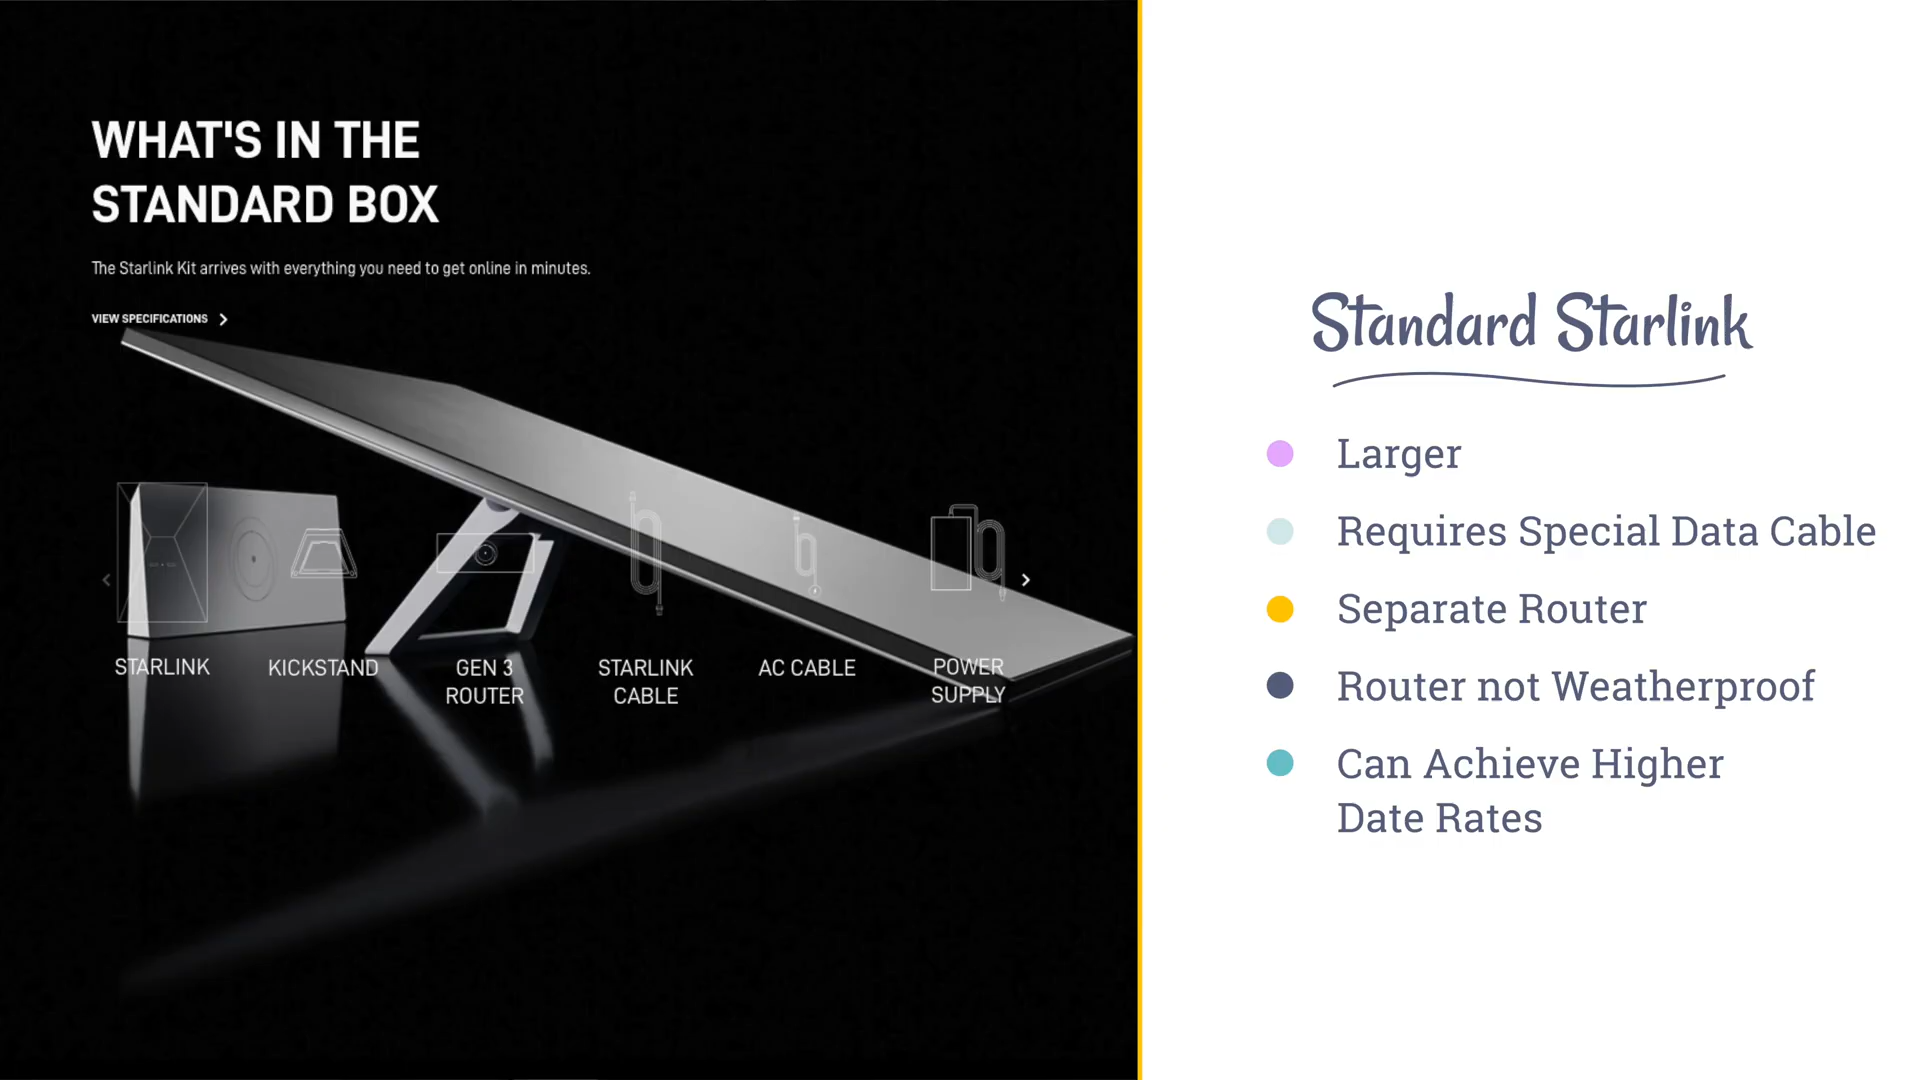 WHAT'S IN THE
STANDARD BOX
The Starlink Kit arrives with everything you need to get online in minutes.
VIEW SPECIFICATIONS
STARLINK
KICKSTAND
GEN 3
ROUTER
STARLINK
CABLE
AC CABLE
POWER
SUPPLY
Standard Starlink
Larger
Requires Special Data Cable
Separate Router
Router not Weatherproof
Can Achieve Higher
Date Rates